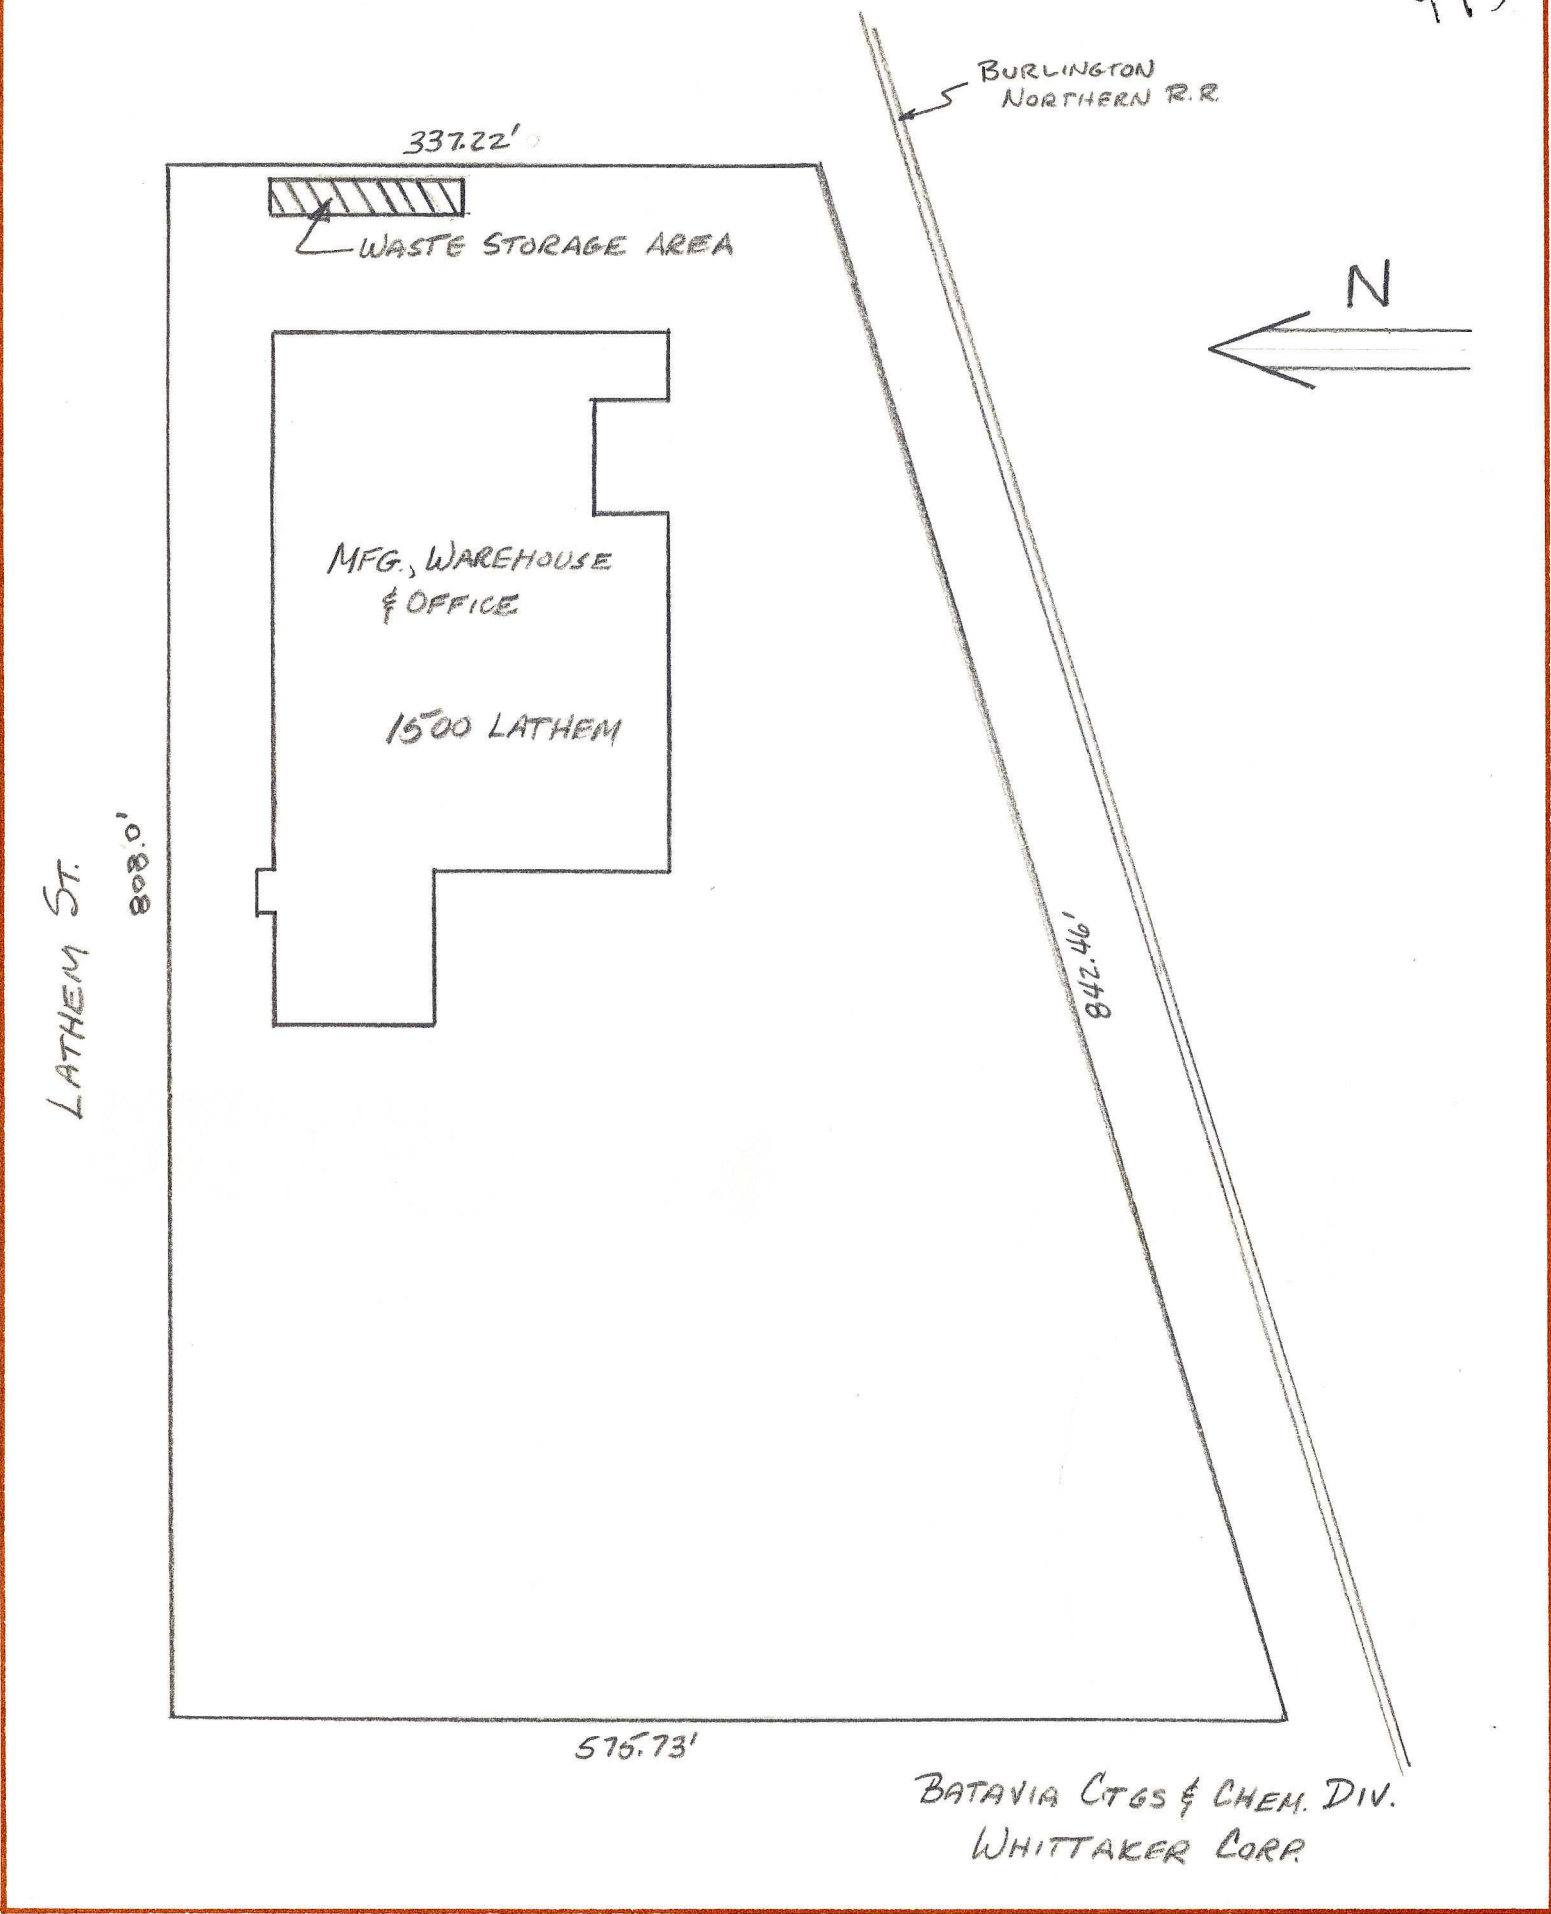 BURLINGTON
NORTHERN R.R.
337.22'
WASTE STORAGE AREA
N
MFG., WAREHOUSE
& OFFICE
1500 LATHEM
LATHEM ST.
808.0'
842.46'
575.73'
BATAVIA CTGS & CHEM. DIV.
WHITTAKER CORP.